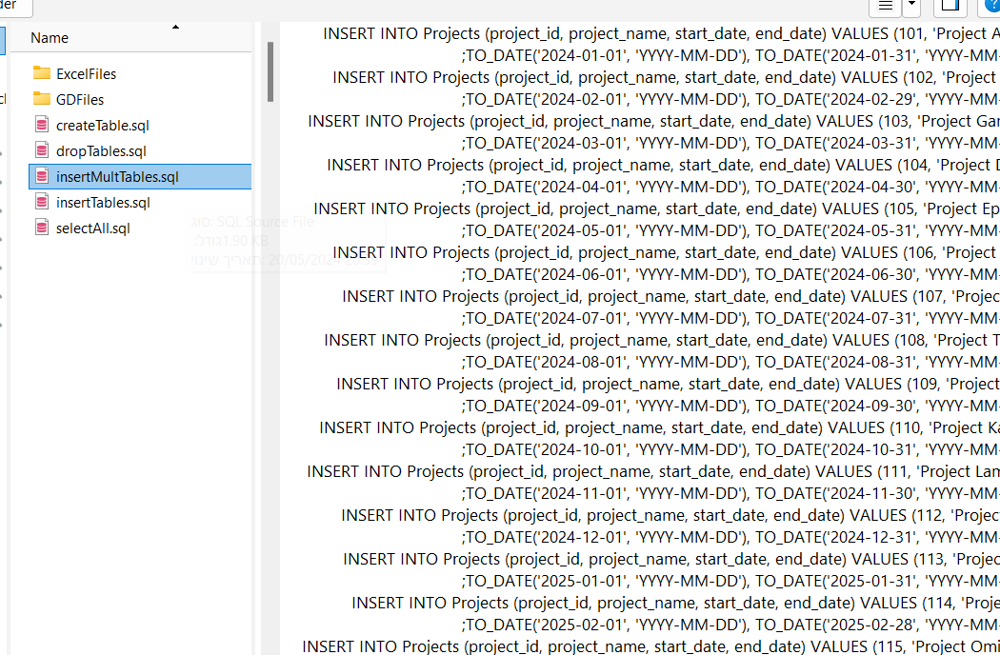 der
Name
ExcelFiles
GDFiles
createTable.sql
dropTables.sql
insertMultTables.sql
insertTables.sql
selectAll.sql
סוג: SQL Source File
גודל: 1.90 KB
תאריך שינוי: 20/05/2024
INSERT INTO Projects (project_id, project_name, start_date, end_date) VALUES (101, 'Project A
;TO_DATE('2024-01-01', 'YYYY-MM-DD'), TO_DATE('2024-01-31', 'YYYY-MM-
INSERT INTO Projects (project_id, project_name, start_date, end_date) VALUES (102, 'Project
;TO_DATE('2024-02-01', 'YYYY-MM-DD'), TO_DATE('2024-02-29', 'YYYY-MM-
INSERT INTO Projects (project_id, project_name, start_date, end_date) VALUES (103, 'Project Gar
;TO_DATE('2024-03-01', 'YYYY-MM-DD'), TO_DATE('2024-03-31', 'YYYY-MM-
INSERT INTO Projects (project_id, project_name, start_date, end_date) VALUES (104, 'Project D
;TO_DATE('2024-04-01', 'YYYY-MM-DD'), TO_DATE('2024-04-30', 'YYYY-MM-
INSERT INTO Projects (project_id, project_name, start_date, end_date) VALUES (105, 'Project Ep
;TO_DATE('2024-05-01', 'YYYY-MM-DD'), TO_DATE('2024-05-31', 'YYYY-MM-
INSERT INTO Projects (project_id, project_name, start_date, end_date) VALUES (106, 'Project
;TO_DATE('2024-06-01', 'YYYY-MM-DD'), TO_DATE('2024-06-30', 'YYYY-MM-
INSERT INTO Projects (project_id, project_name, start_date, end_date) VALUES (107, 'Projec
;TO_DATE('2024-07-01', 'YYYY-MM-DD'), TO_DATE('2024-07-31', 'YYYY-MM-
INSERT INTO Projects (project_id, project_name, start_date, end_date) VALUES (108, 'Project T
;TO_DATE('2024-08-01', 'YYYY-MM-DD'), TO_DATE('2024-08-31', 'YYYY-MM-
INSERT INTO Projects (project_id, project_name, start_date, end_date) VALUES (109, 'Project
;TO_DATE('2024-09-01', 'YYYY-MM-DD'), TO_DATE('2024-09-30', 'YYYY-MM-
INSERT INTO Projects (project_id, project_name, start_date, end_date) VALUES (110, 'Project Ka
;TO_DATE('2024-10-01', 'YYYY-MM-DD'), TO_DATE('2024-10-31', 'YYYY-MM-
INSERT INTO Projects (project_id, project_name, start_date, end_date) VALUES (111, 'Project Lam
;TO_DATE('2024-11-01', 'YYYY-MM-DD'), TO_DATE('2024-11-30', 'YYYY-MM-
INSERT INTO Projects (project_id, project_name, start_date, end_date) VALUES (112, 'Projec
;TO_DATE('2024-12-01', 'YYYY-MM-DD'), TO_DATE('2024-12-31', 'YYYY-MM-
INSERT INTO Projects (project_id, project_name, start_date, end_date) VALUES (113, 'Projec
;TO_DATE('2025-01-01', 'YYYY-MM-DD'), TO_DATE('2025-01-31', 'YYYY-MM-
INSERT INTO Projects (project_id, project_name, start_date, end_date) VALUES (114, 'Proje
;TO_DATE('2025-02-01', 'YYYY-MM-DD'), TO_DATE('2025-02-28', 'YYYY-MM-
INSERT INTO Projects (project_id, project_name, start_date, end_date) VALUES (115, 'Project Omi